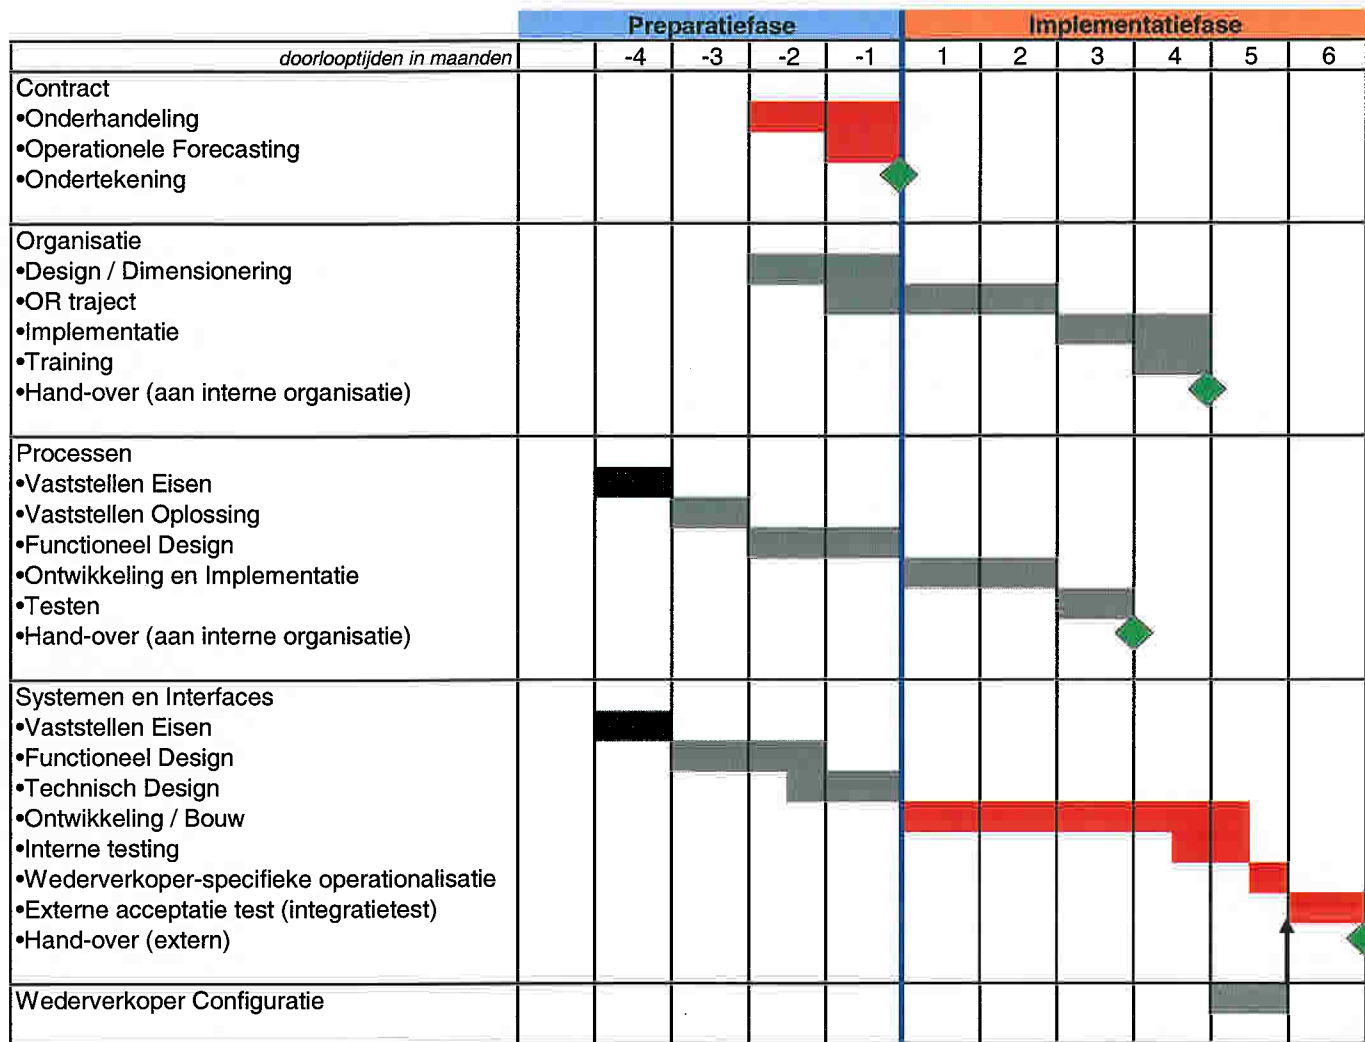 Preparatiefase Implementatiefase
doorlooptijden in maanden -4 -3 -2 -1 1 2 3 4 5 6
Contract
•Onderhandeling
•Operationele Forecasting
•Ondertekening
Organisatie
•Design / Dimensionering
•OR traject
•Implementatie
•Training
•Hand-over (aan interne organisatie)
Processen
•Vaststellen Eisen
•Vaststellen Oplossing
•Functioneel Design
•Ontwikkeling en Implementatie
•Testen
•Hand-over (aan interne organisatie)
Systemen en Interfaces
•Vaststellen Eisen
•Functioneel Design
•Technisch Design
•Ontwikkeling / Bouw
•Interne testing
•Wederverkoper-specifieke operationalisatie
•Externe acceptatie test (integratietest)
•Hand-over (extern)
Wederverkoper Configuratie